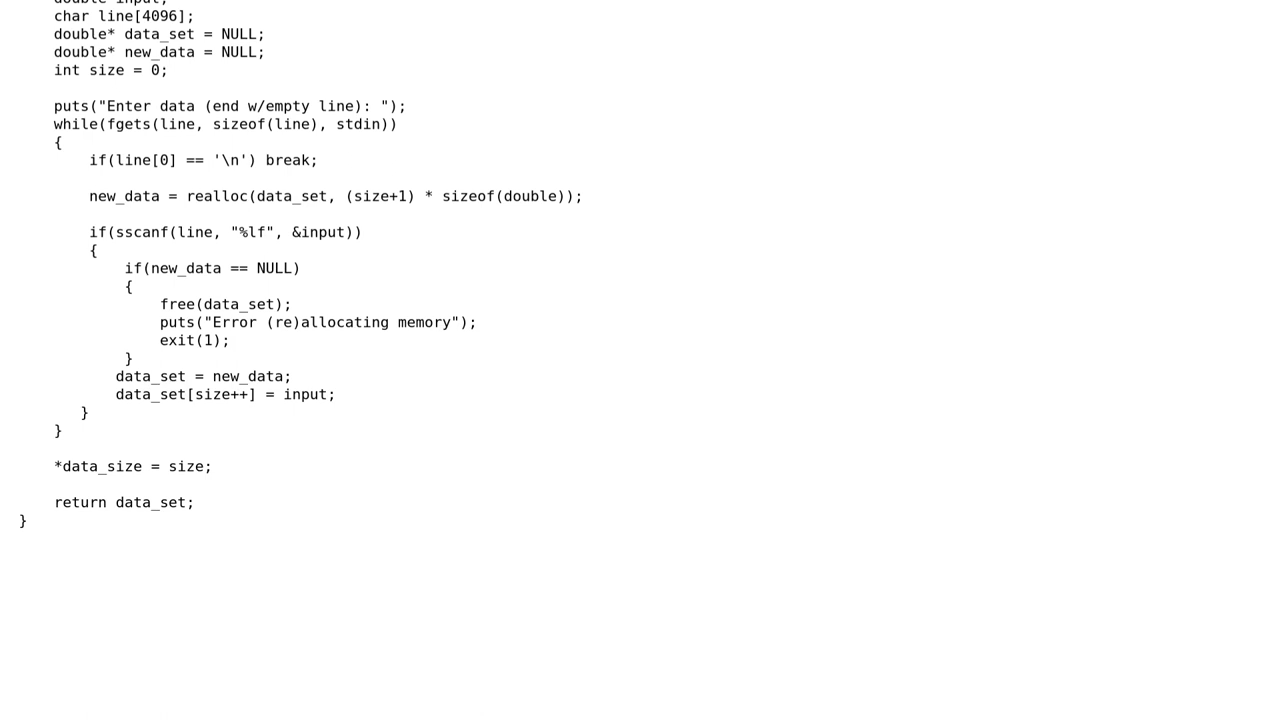 double input;
char line[4096];
double* data_set = NULL;
double* new_data = NULL;
int size = 0;
puts("Enter data (end w/empty line): ");
while(fgets(line, sizeof(line), stdin))
{
if(line[0] == '\n') break;
new_data = realloc(data_set, (size+1) * sizeof(double));
if(sscanf(line, "%lf", &input))
{
if(new_data == NULL)
{
free(data_set);
puts("Error (re)allocating memory");
exit(1);
}
data_set = new_data;
data_set[size++] = input;
}
}
*data_size = size;
return data_set;
}